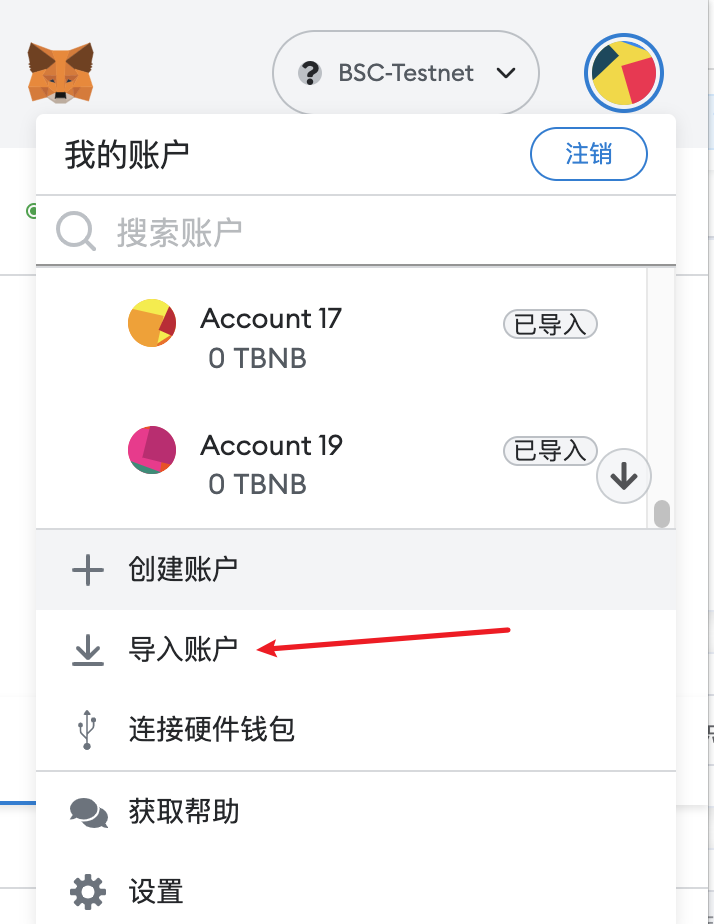 BSC-Testnet
我的账户
注销
搜索账户
Account 17
已导入
0 TBNB
Account 19
已导入
0 TBNB
创建账户
导入账户
连接硬件钱包
获取帮助
设置